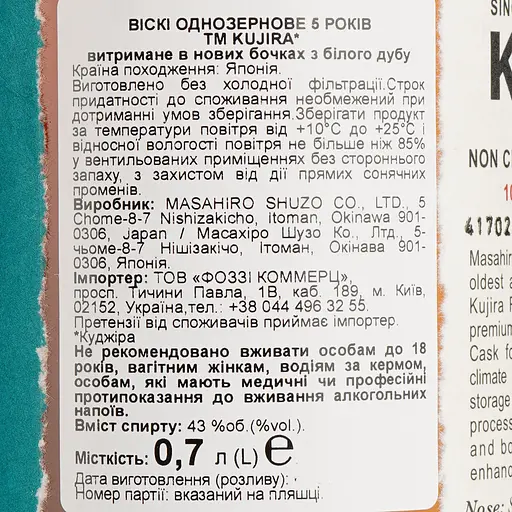 ВІСКІ ОДНОЗЕРНОВЕ 5 РОКІВ
ТМ KUJIRA*
витримане в нових бочках з білого дубу
Країна походження: Японія.
Виготовлено без холодної фільтрації.Строк
придатності до споживання необмежений при
дотриманні умов зберігання.Зберігати продукт
за температури повітря від +10°С до +25°С і
відносної вологості повітря не більше ніж 85%
у вентильованих приміщеннях без стороннього
запаху, з захистом від дії прямих сонячних
променів.
Виробник: MASAHiRO SHUZO CO., LTD., 5
Chome-8-7 Nishizakicho, itoman, Okinawa 901-
0306, Japan / Масахіро Шузо Ко., Лтд., 5-
чьоме-8-7 Нішізакічо, Ітоман, Окінава 901-
0306, Японія.
Імпортер: ТОВ «ФОЗЗІ КОММЕРЦ»,
просп. Тичини Павла, 1В, каб. 189, м. Київ,
02152, Україна,тел.: +38 044 496 32 55.
Претензії від споживачів приймає імпортер.
*Куджіра
Не рекомендовано вживати особам до 18
років, вагітним жінкам, водіям за кермом,
особам, які мають медичні чи професійні
протипоказання до вживання алкогольних
напоїв.
Вміст спирту: 43 %об.(%vol.).
Місткість: 0,7 л (L) ℮
Дата виготовлення (розливу):
Номер партії: вказаний на пляшці.
SIN
K
NON C
10
41702
Masahir
oldest a
Kujira R
premium
Cask fo
climate
storage
process
and bo
enhanc
Nose: S